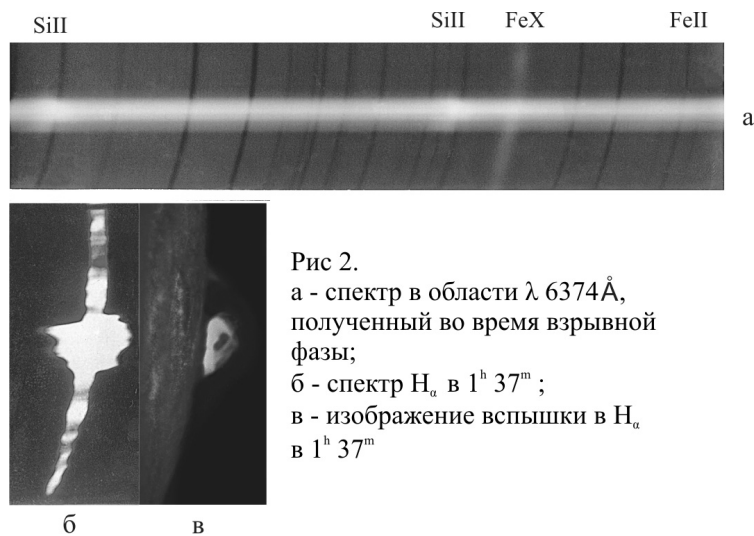 SiII SiII FeX FeII
а
Рис 2.
а - спектр в области λ 6374Å,
полученный во время взрывной
фазы;
б - спектр Hα в 1ʰ 37ᵐ ;
в - изображение вспышки в Hα
в 1ʰ 37ᵐ
б в